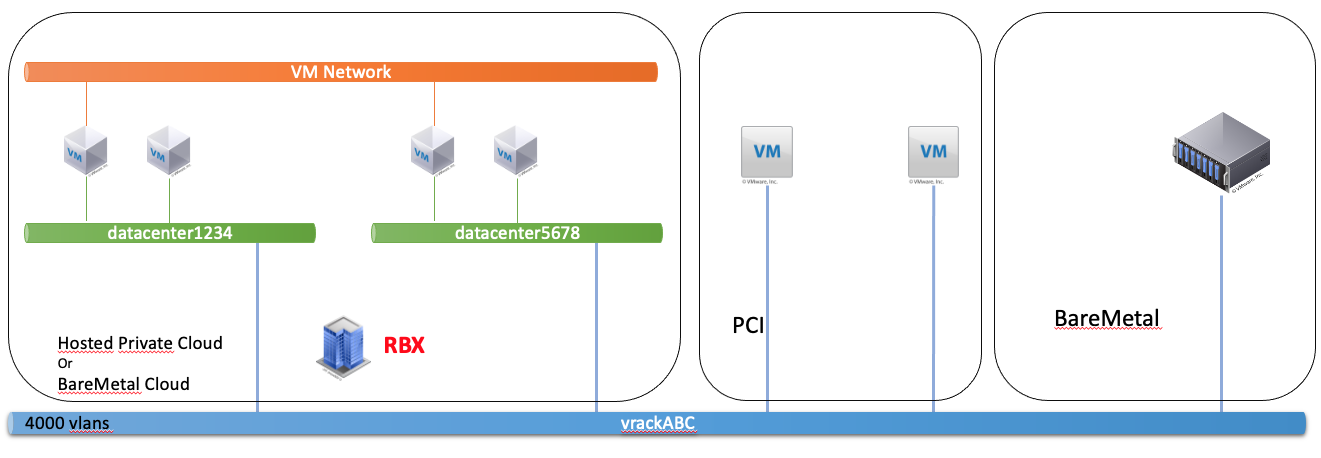 VM Network
VM
VM
VM
VM
VM
VM
© VMware, Inc.
© VMware, Inc.
© VMware, Inc.
datacenter1234
datacenter5678
PCI
BareMetal
Hosted Private Cloud
Or
BareMetal Cloud
RBX
4000 vlans
vrackABC